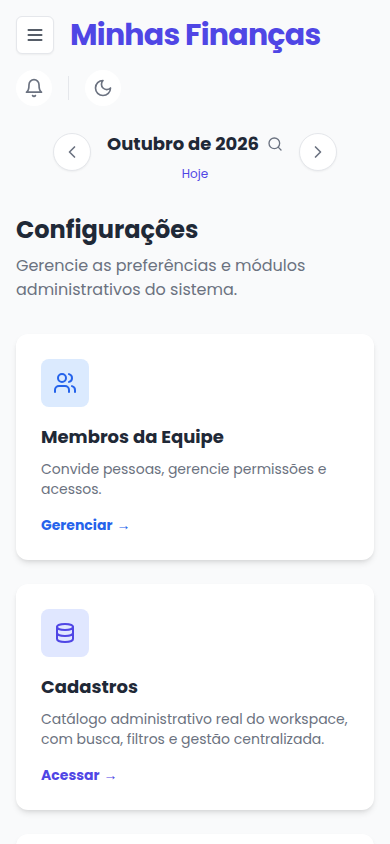 Minhas Finanças
Outubro de 2026
Hoje
Configurações
Gerencie as preferências e módulos
administrativos do sistema.
Membros da Equipe
Convide pessoas, gerencie permissões e
acessos.
Gerenciar →
Cadastros
Catálogo administrativo real do workspace,
com busca, filtros e gestão centralizada.
Acessar →